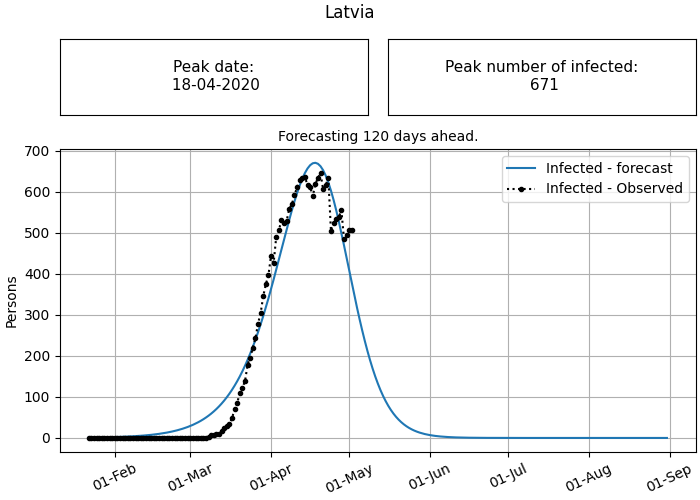 Latvia
Peak date:
18-04-2020
Peak number of infected:
671
Forecasting 120 days ahead.
Infected - forecast
Infected - Observed
Persons
700
600
500
400
300
200
100
0
01-Feb
01-Mar
01-Apr
01-May
01-Jun
01-Jul
01-Aug
01-Sep